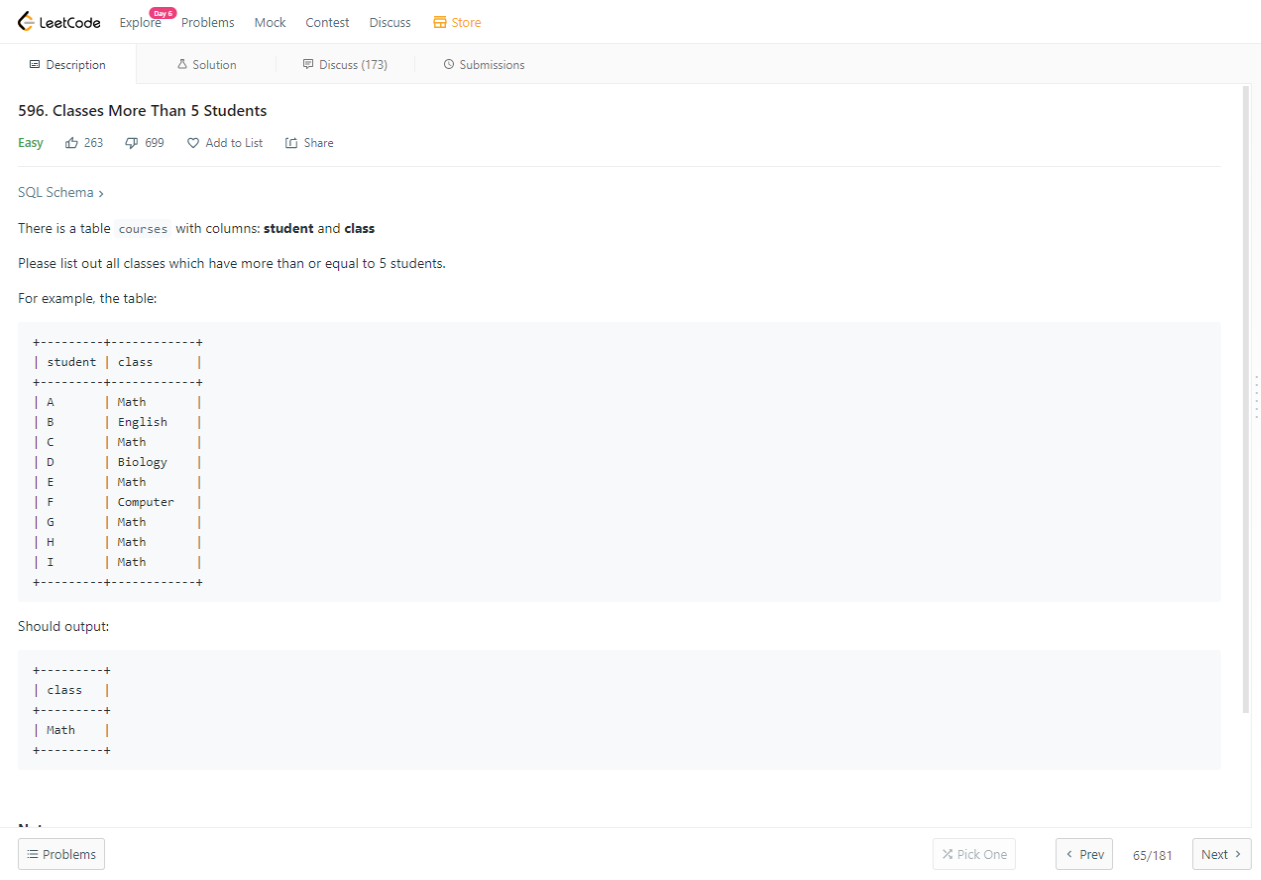 LeetCode Explore Day 6 Problems Mock Contest Discuss Store
Description Solution Discuss (173) Submissions
596. Classes More Than 5 Students
Easy 263 699 Add to List Share
SQL Schema >
There is a table courses with columns: student and class
Please list out all classes which have more than or equal to 5 students.
For example, the table:
+---------+------------+
| student | class      |
+---------+------------+
| A       | Math       |
| B       | English    |
| C       | Math       |
| D       | Biology    |
| E       | Math       |
| F       | Computer   |
| G       | Math       |
| H       | Math       |
| I       | Math       |
+---------+------------+
Should output:
+---------+
| class   |
+---------+
| Math    |
+---------+
Problems Pick One < Prev 65/181 Next >